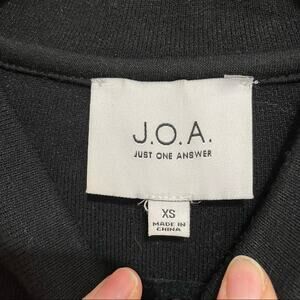 J.O.A.
JUST ONE ANSWER
XS
MADE IN
CHINA